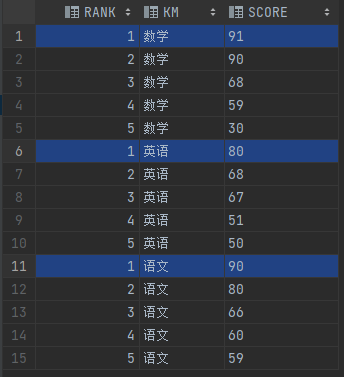 RANK KM SCORE
1 1 数学 91
2 2 数学 90
3 3 数学 68
4 4 数学 59
5 5 数学 30
6 1 英语 80
7 2 英语 68
8 3 英语 67
9 4 英语 51
10 5 英语 50
11 1 语文 90
12 2 语文 80
13 3 语文 66
14 4 语文 60
15 5 语文 59